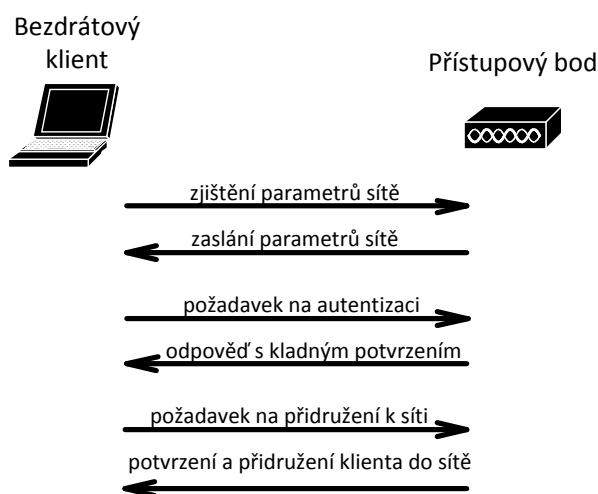 Bezdrátový
klient
Přístupový bod
zjištění parametrů sítě
zaslání parametrů sítě
požadavek na autentizaci
odpověď s kladným potvrzením
požadavek na přidružení k síti
potvrzení a přidružení klienta do sítě